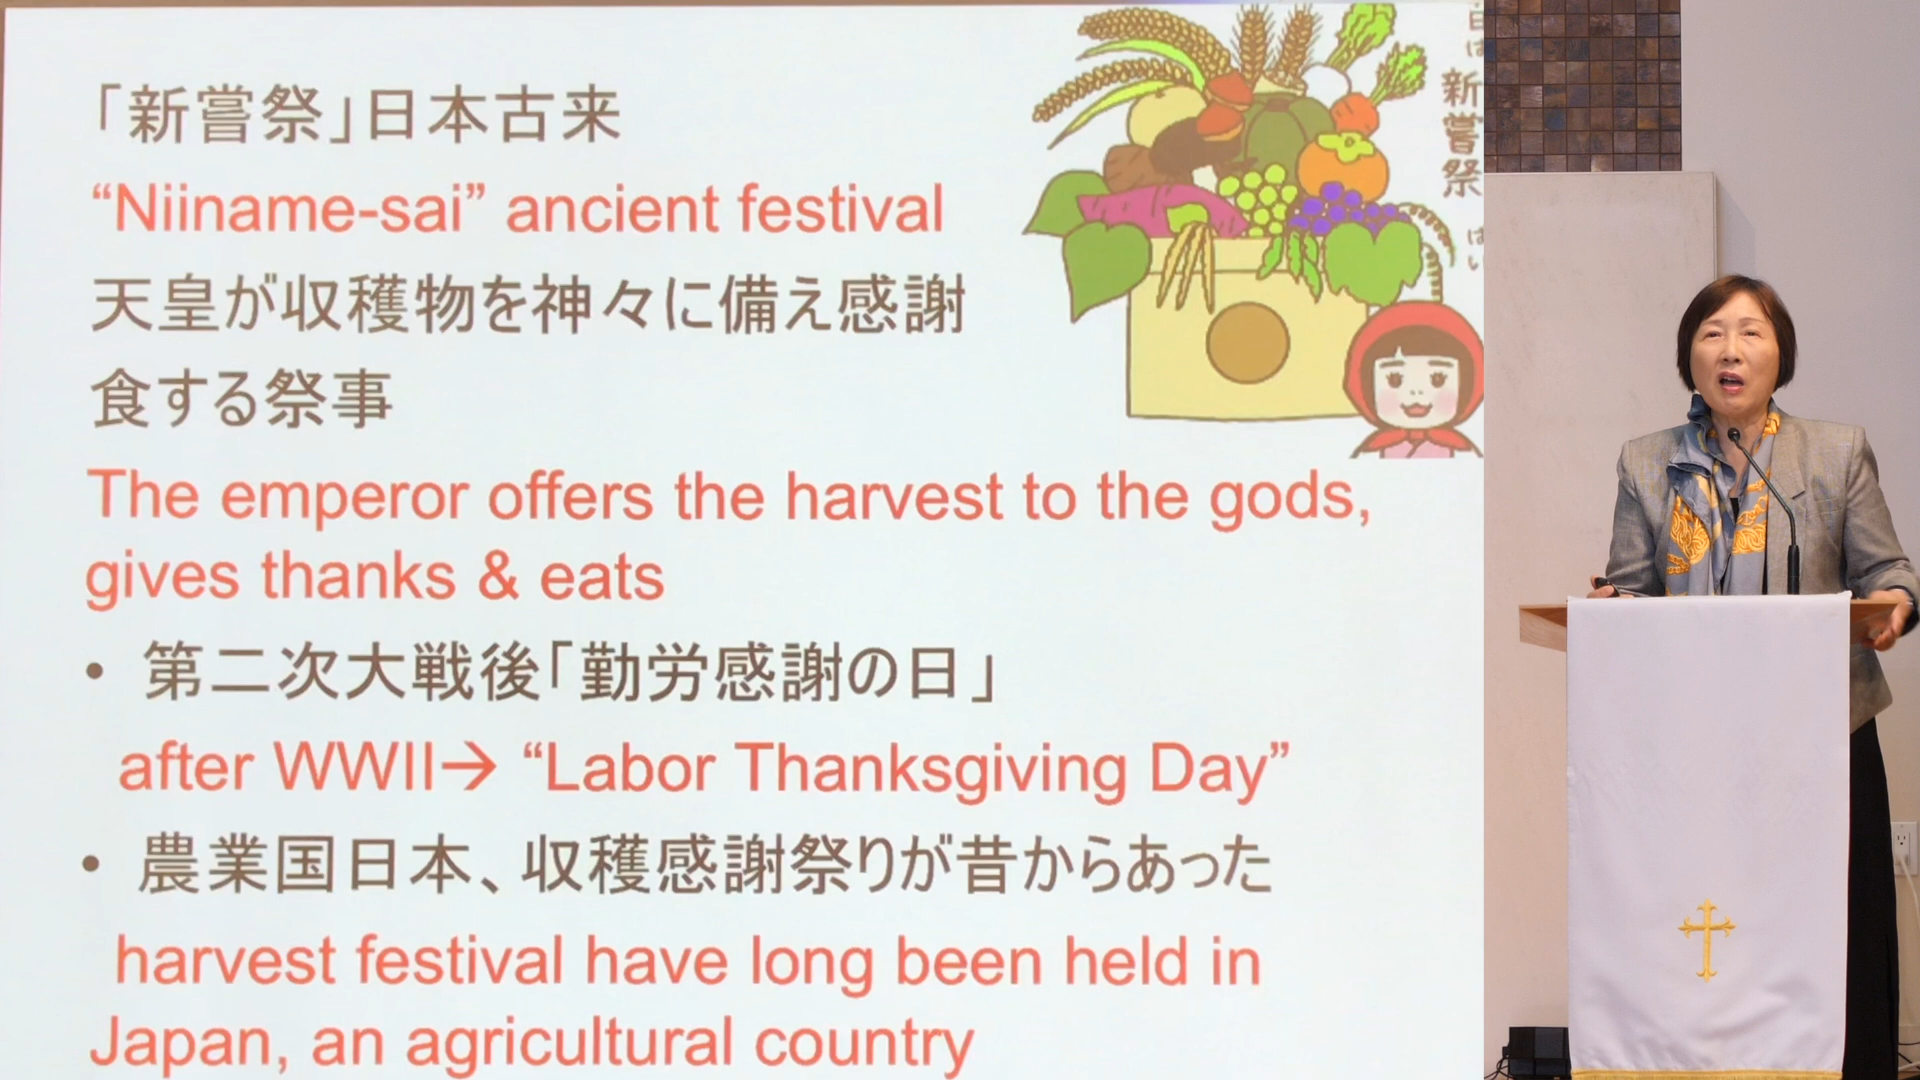 「新嘗祭」日本古来
“Niiname-sai” ancient festival
天皇が収穫物を神々に備え感謝
食する祭事
The emperor offers the harvest to the gods,
gives thanks & eats
• 第二次大戦後「勤労感謝の日」
after WWII→ “Labor Thanksgiving Day”
• 農業国日本、収穫感謝祭りが昔からあった
harvest festival have long been held in
Japan, an agricultural country
日は
新嘗祭